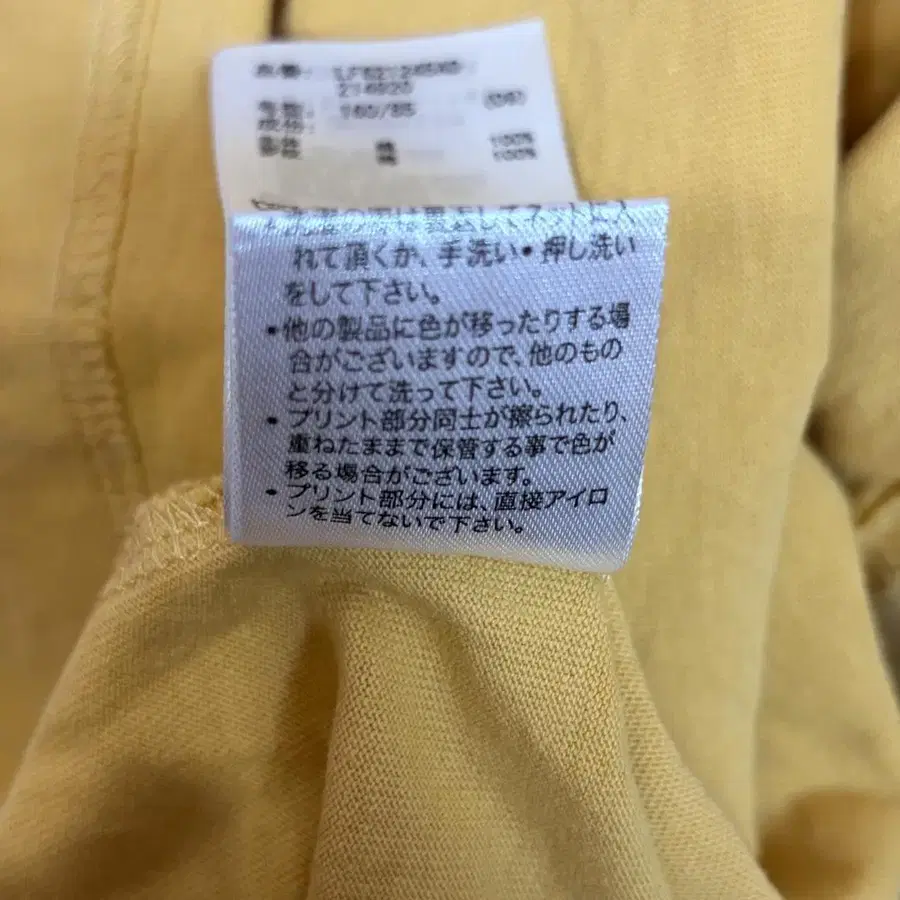 214620
160/85
100%
100%
れて頂くか、手洗い•押し洗い
をして下さい。
•他の製品に色が移ったりする場
合がございますので、他のもの
と分けて洗って下さい。
•プリント部分同士が擦られたり、
重ねたままで保管する事で色が
移る場合がございます。
•プリント部分には、直接アイロ
ンを当てないで下さい。